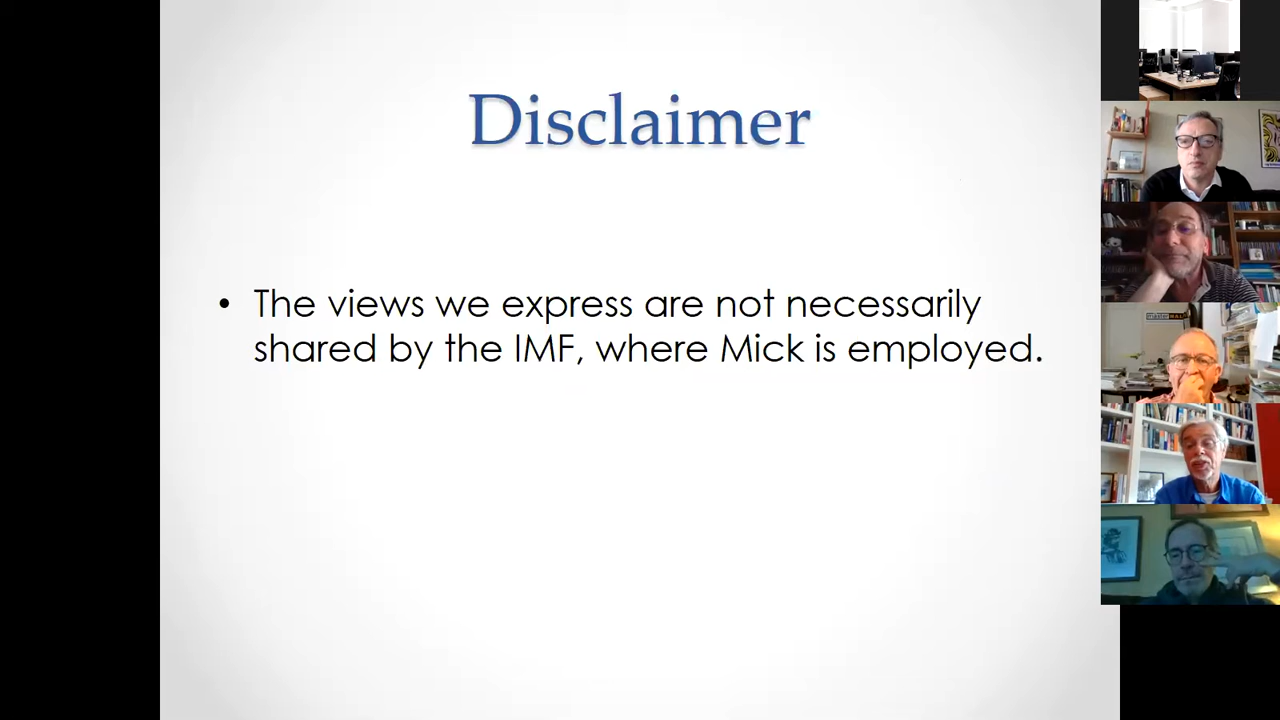 Disclaimer
• The views we express are not necessarily
shared by the IMF, where Mick is employed.